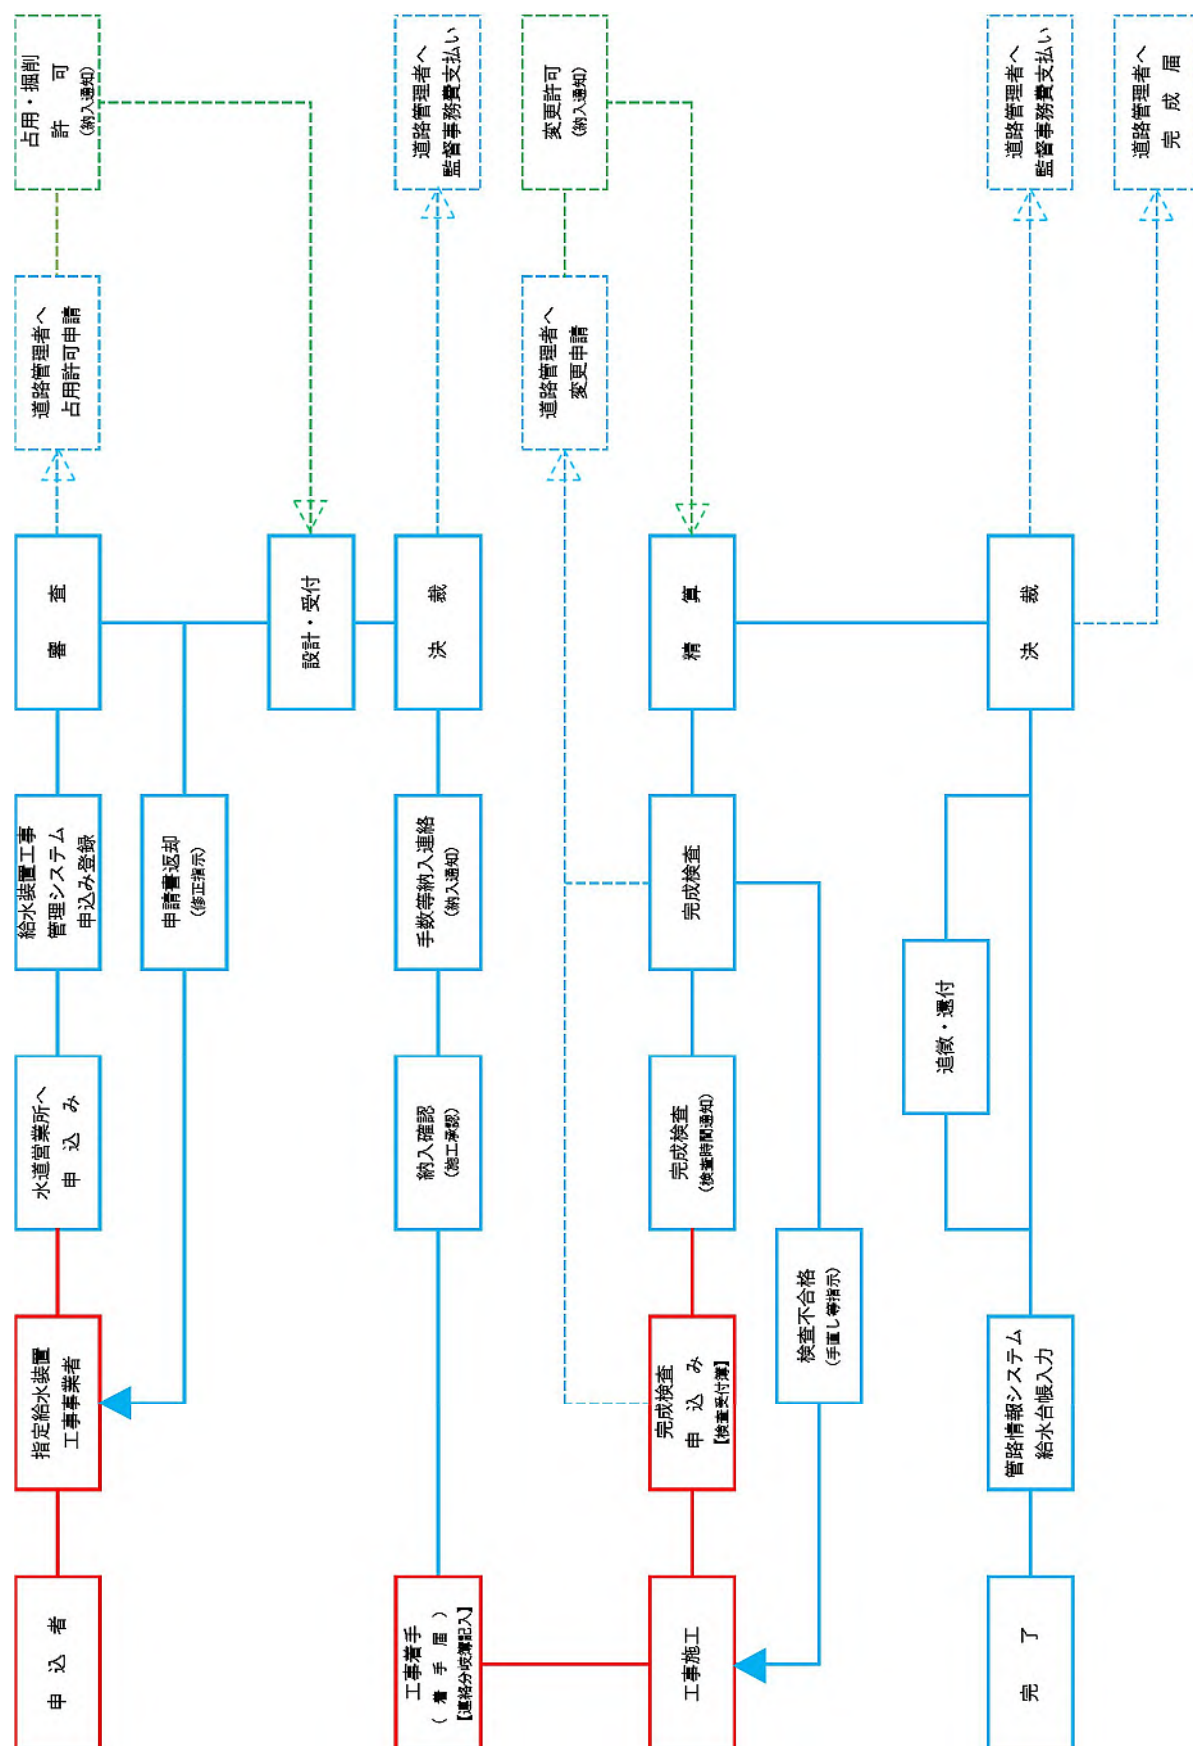 申　込　者
指定給水装置
工事事業者
水道営業所へ
申　込　み
給水装置工事
管理システム
申込み登録
審　　査
道路管理者へ
占用許可申請
占用・掘削
許　　可
（納入通知）
申請書返却
（修正指示）
設計・受付
工事着手
（　着　手　届　）
【連絡分岐簿記入】
納入確認
（施工承認）
手数等納入連絡
（納入通知）
決　　裁
道路管理者へ
監督事務費支払い
道路管理者へ
変更申請
変更許可
（納入通知）
工事施工
完成検査
申　込　み
【検査受付簿】
完成検査
（検査時間通知）
完成検査
精　　算
検査不合格
（手直し等指示）
追徴・還付
完　　了
管路情報システム
給水台帳入力
決　　裁
道路管理者へ
監督事務費支払い
道路管理者へ
完　成　届